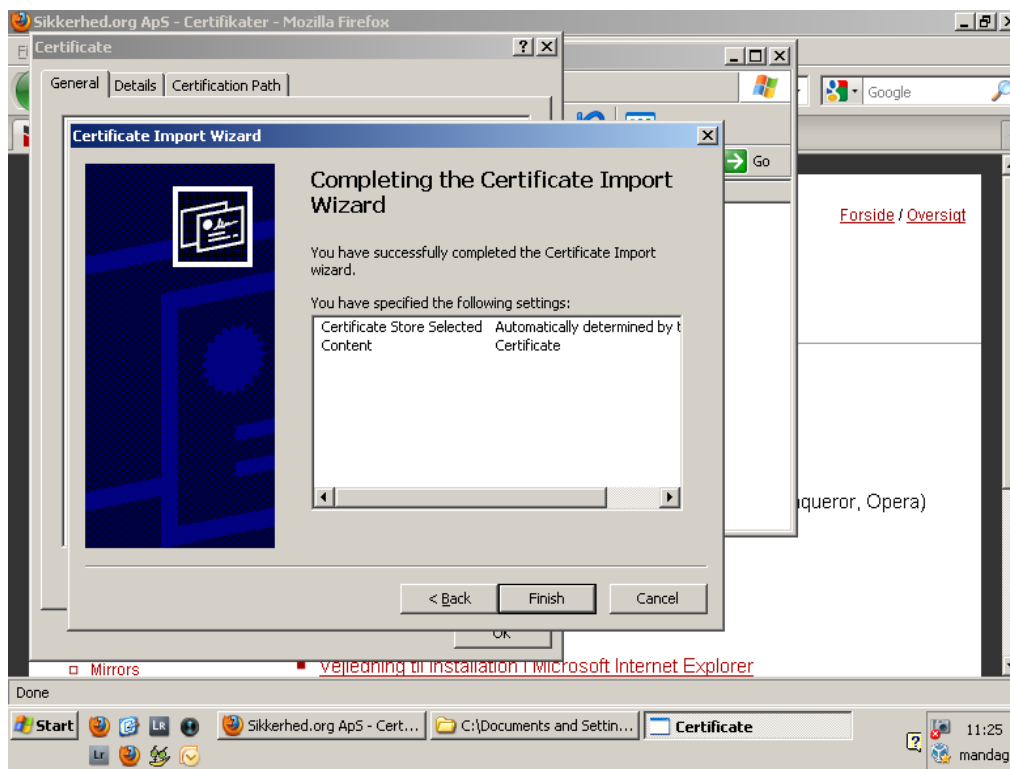 Sikkerhed.org ApS - Certifikater - Mozilla Firefox
Certificate
General
Details
Certification Path
Google
Certificate Import Wizard
Go
Completing the Certificate Import
Wizard
Forside / Oversigt
You have successfully completed the Certificate Import
wizard.
You have specified the following settings:
Certificate Store Selected Automatically determined by t
Content Certificate
nqueror, Opera)
< Back
Finish
Cancel
OK
Mirrors
Vejledning til installation i Microsoft Internet Explorer
Done
Start
LR
Sikkerhed.org ApS - Cert...
C:\Documents and Settin...
Certificate
11:25
Lr
mandag